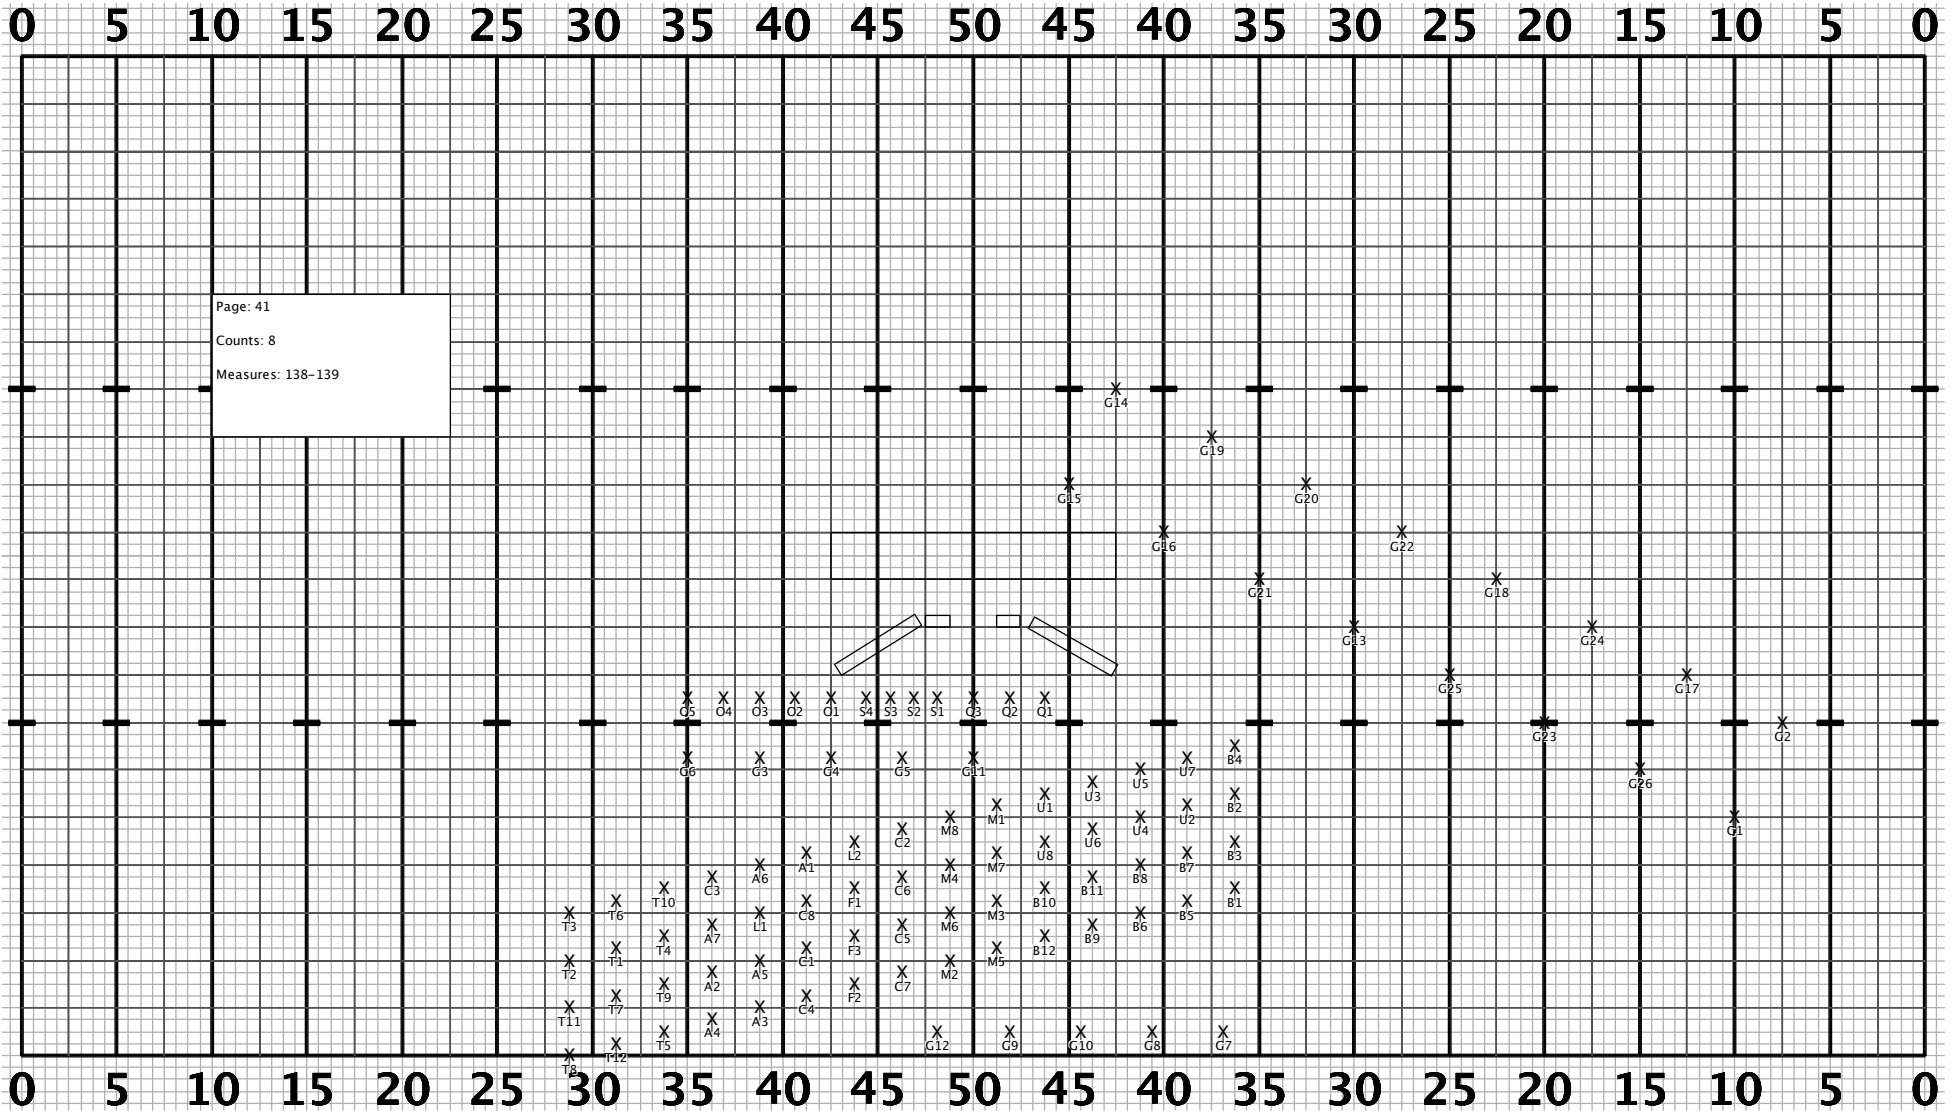 0 5 10 15 20 25 30 35 40 45 50 45 40 35 30 25 20 15 10 5 0
Page: 41
Counts: 8
Measures: 138-139
X
G14
X
G19
X X
G15 G20
X X
G16 G22
X X
G21 G18
X X
G13 G24
X X
G25 G17
X X X X X X X X X X X X
O5 O4 O3 O2 O1 S4 S3 S2 S1 Q3 Q2 Q1
X X
G23 G2
X
B4
X X X X X X
G6 G3 G4 G5 G11 U7
X X
U5 G26
X
U3
X X
U1 B2
X X
M1 U2
X X X
M8 U4 G1
X X
C2 U6
X X X
L2 U8 B3
X X X
A1 M7 B7
X X X
A6 M4 B8
X X X
C3 C6 B11
X X X X
T10 F1 B10 B1
X X X X
T6 C8 M3 B5
X X X X
T3 L1 M6 B6
X X X
A7 C5 B9
X X X
T4 F3 B12
X X X
T1 C1 M5
X X X
T2 A5 M2
X X
A2 C7
X X
T9 F2
X X
T7 C4
X X
T11 A3
X
A4
X X X X X X
T5 G12 G9 G10 G8 G7
X
T12
X
T8
0 5 10 15 20 25 30 35 40 45 50 45 40 35 30 25 20 15 10 5 0